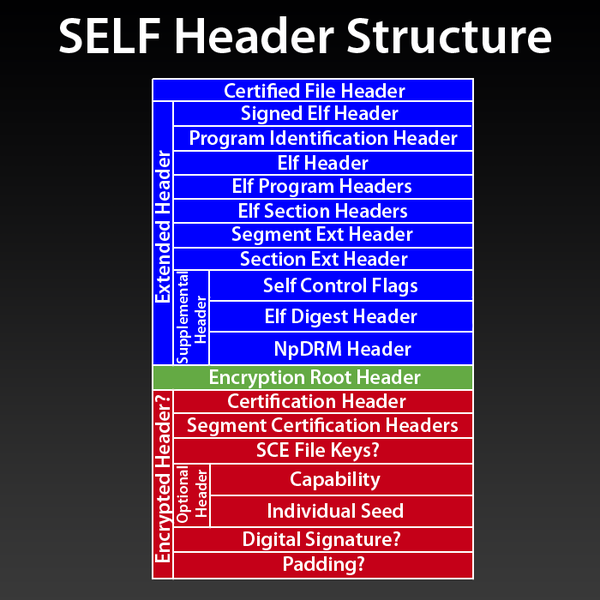 SELF Header Structure
Certified File Header
Extended Header
Signed Elf Header
Program Identification Header
Elf Header
Elf Program Headers
Elf Section Headers
Segment Ext Header
Section Ext Header
Supplemental
Header
Self Control Flags
Elf Digest Header
NpDRM Header
Encryption Root Header
Encrypted Header?
Certification Header
Segment Certification Headers
SCE File Keys?
Optional
Header
Capability
Individual Seed
Digital Signature?
Padding?